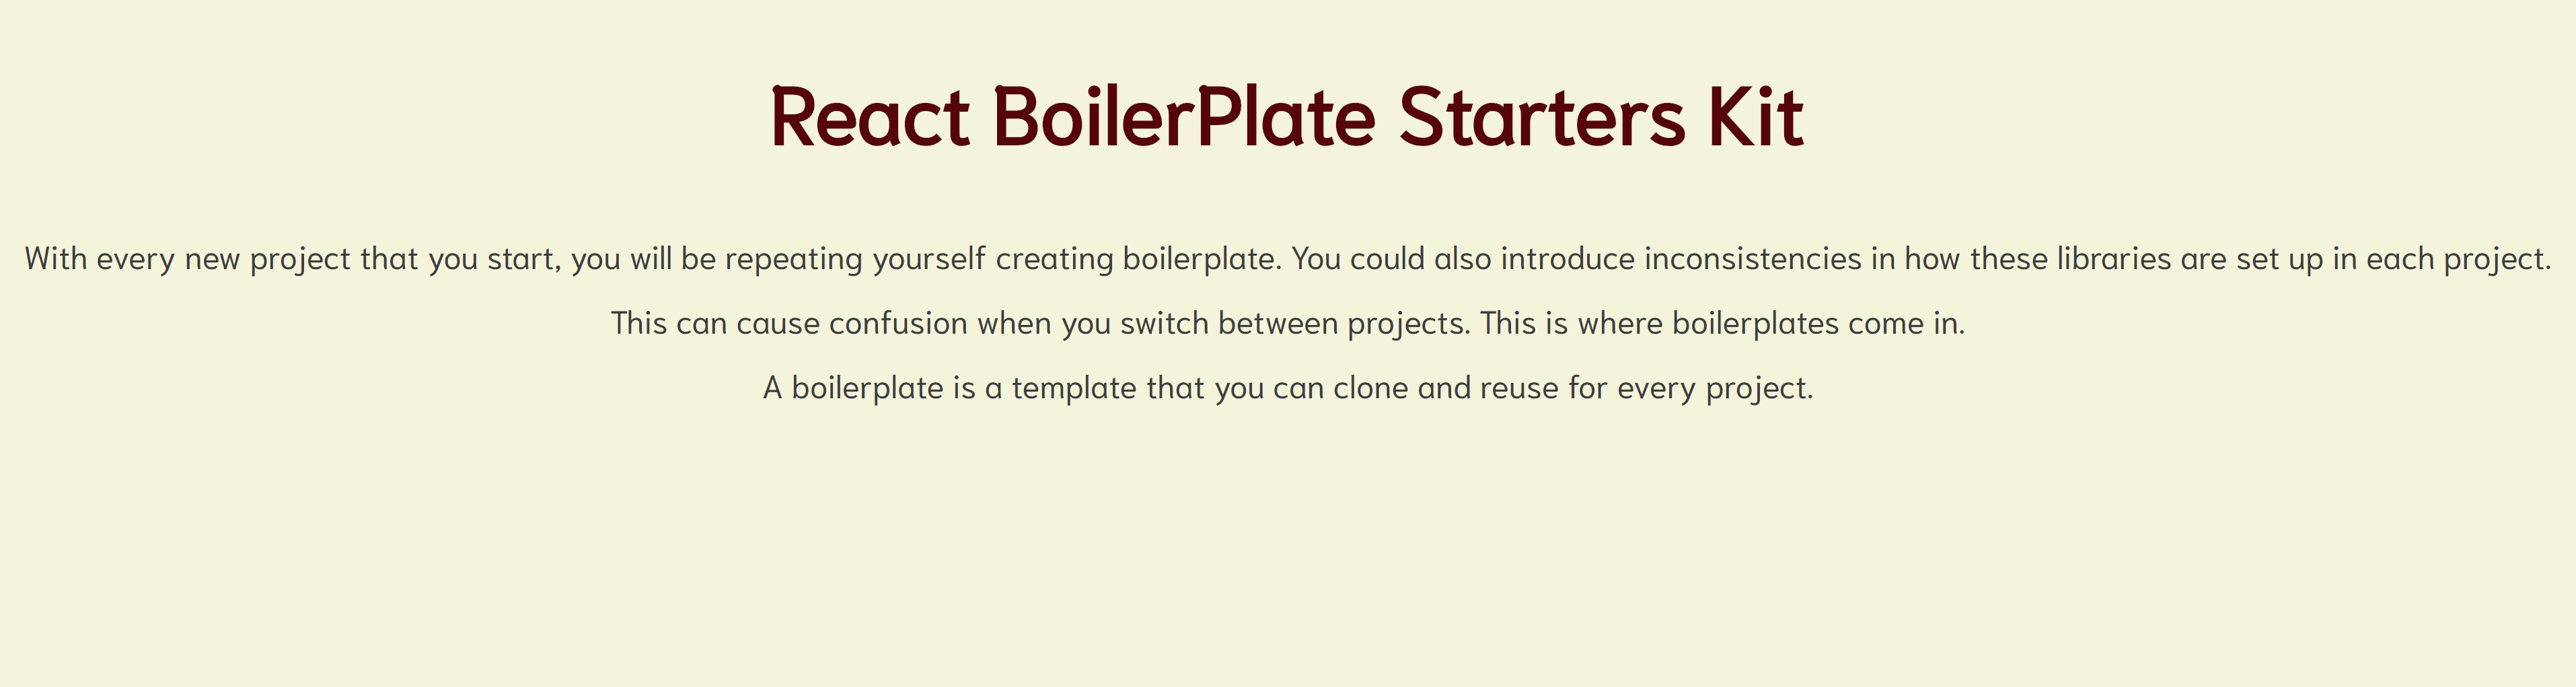 React BoilerPlate Starters Kit
With every new project that you start, you will be repeating yourself creating boilerplate. You could also introduce inconsistencies in how these libraries are set up in each project.
This can cause confusion when you switch between projects. This is where boilerplates come in.
A boilerplate is a template that you can clone and reuse for every project.